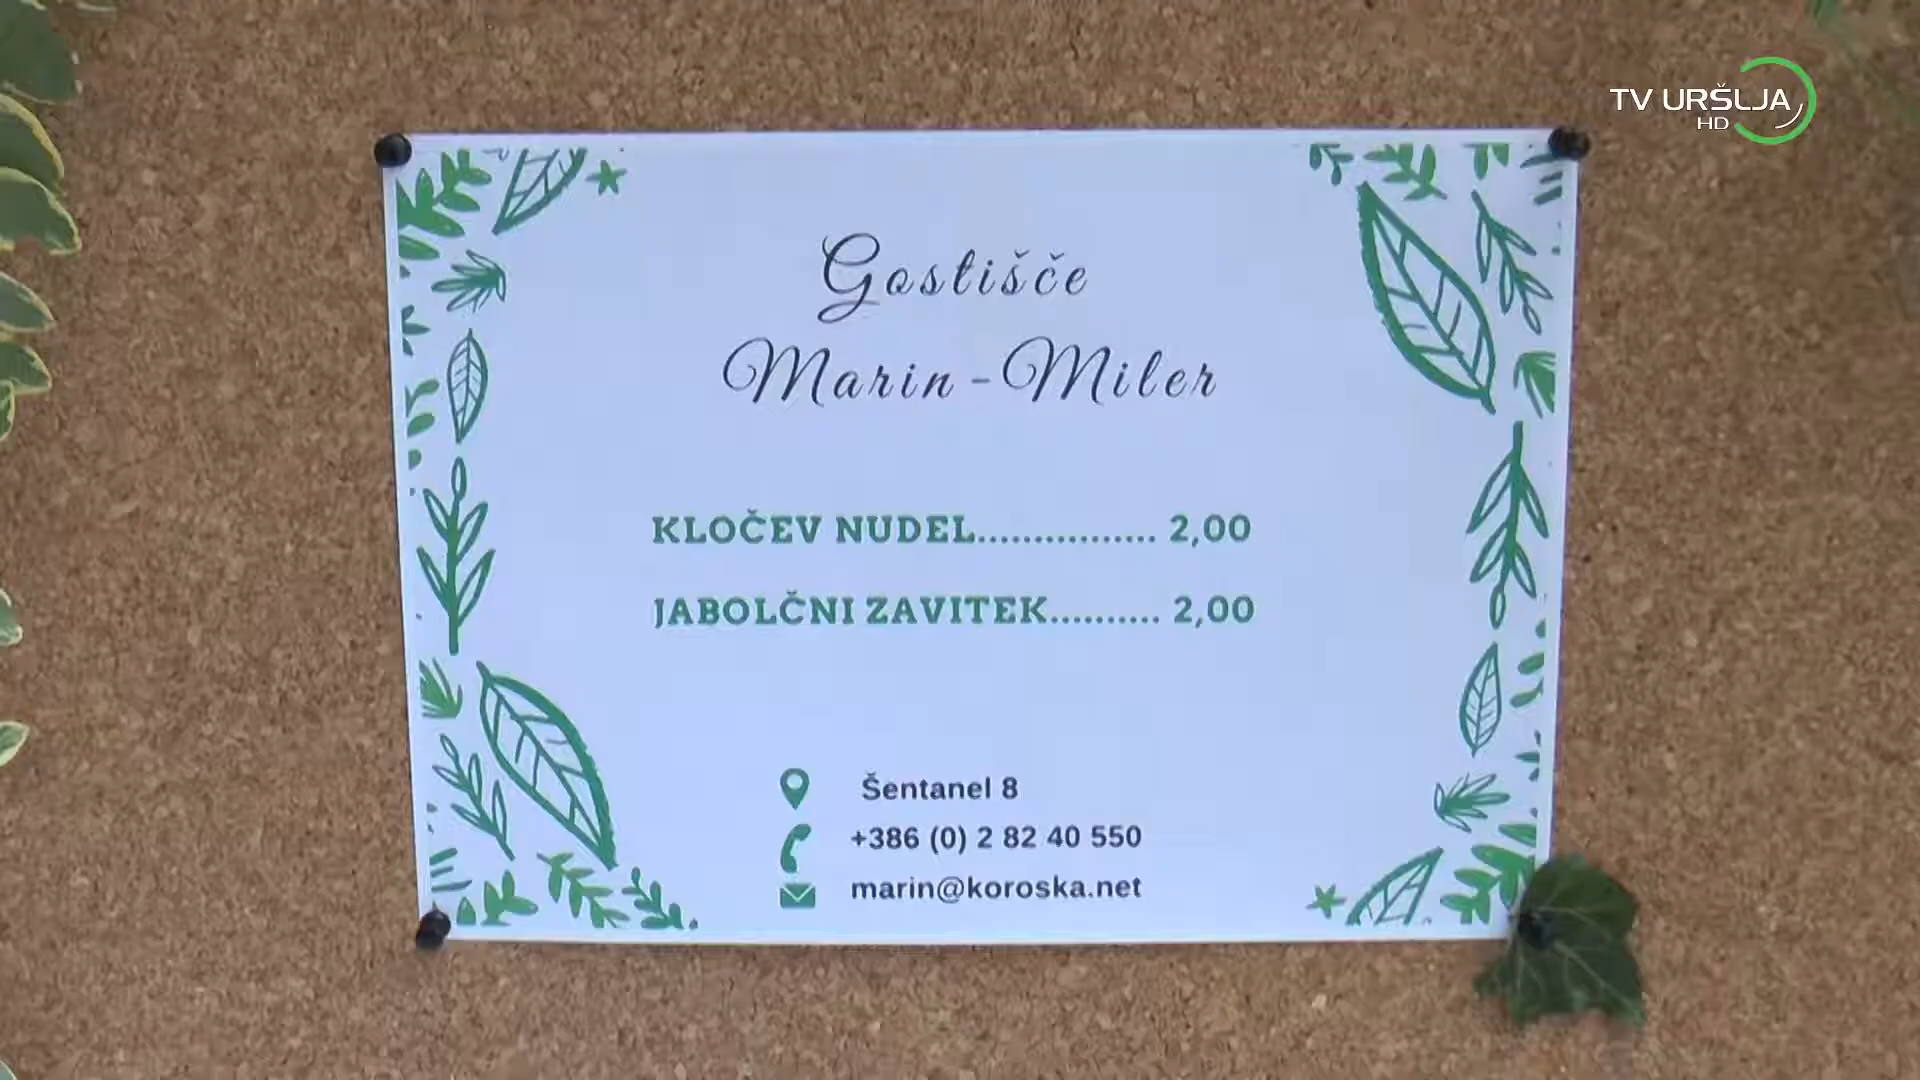 TV URŠLJA
HD
Gostišče
Marin - Miler
KLOČEV NUDEL................ 2,00
JABOLČNI ZAVITEK.......... 2,00
Šentanel 8
+386 (0) 2 82 40 550
marin@koroska.net